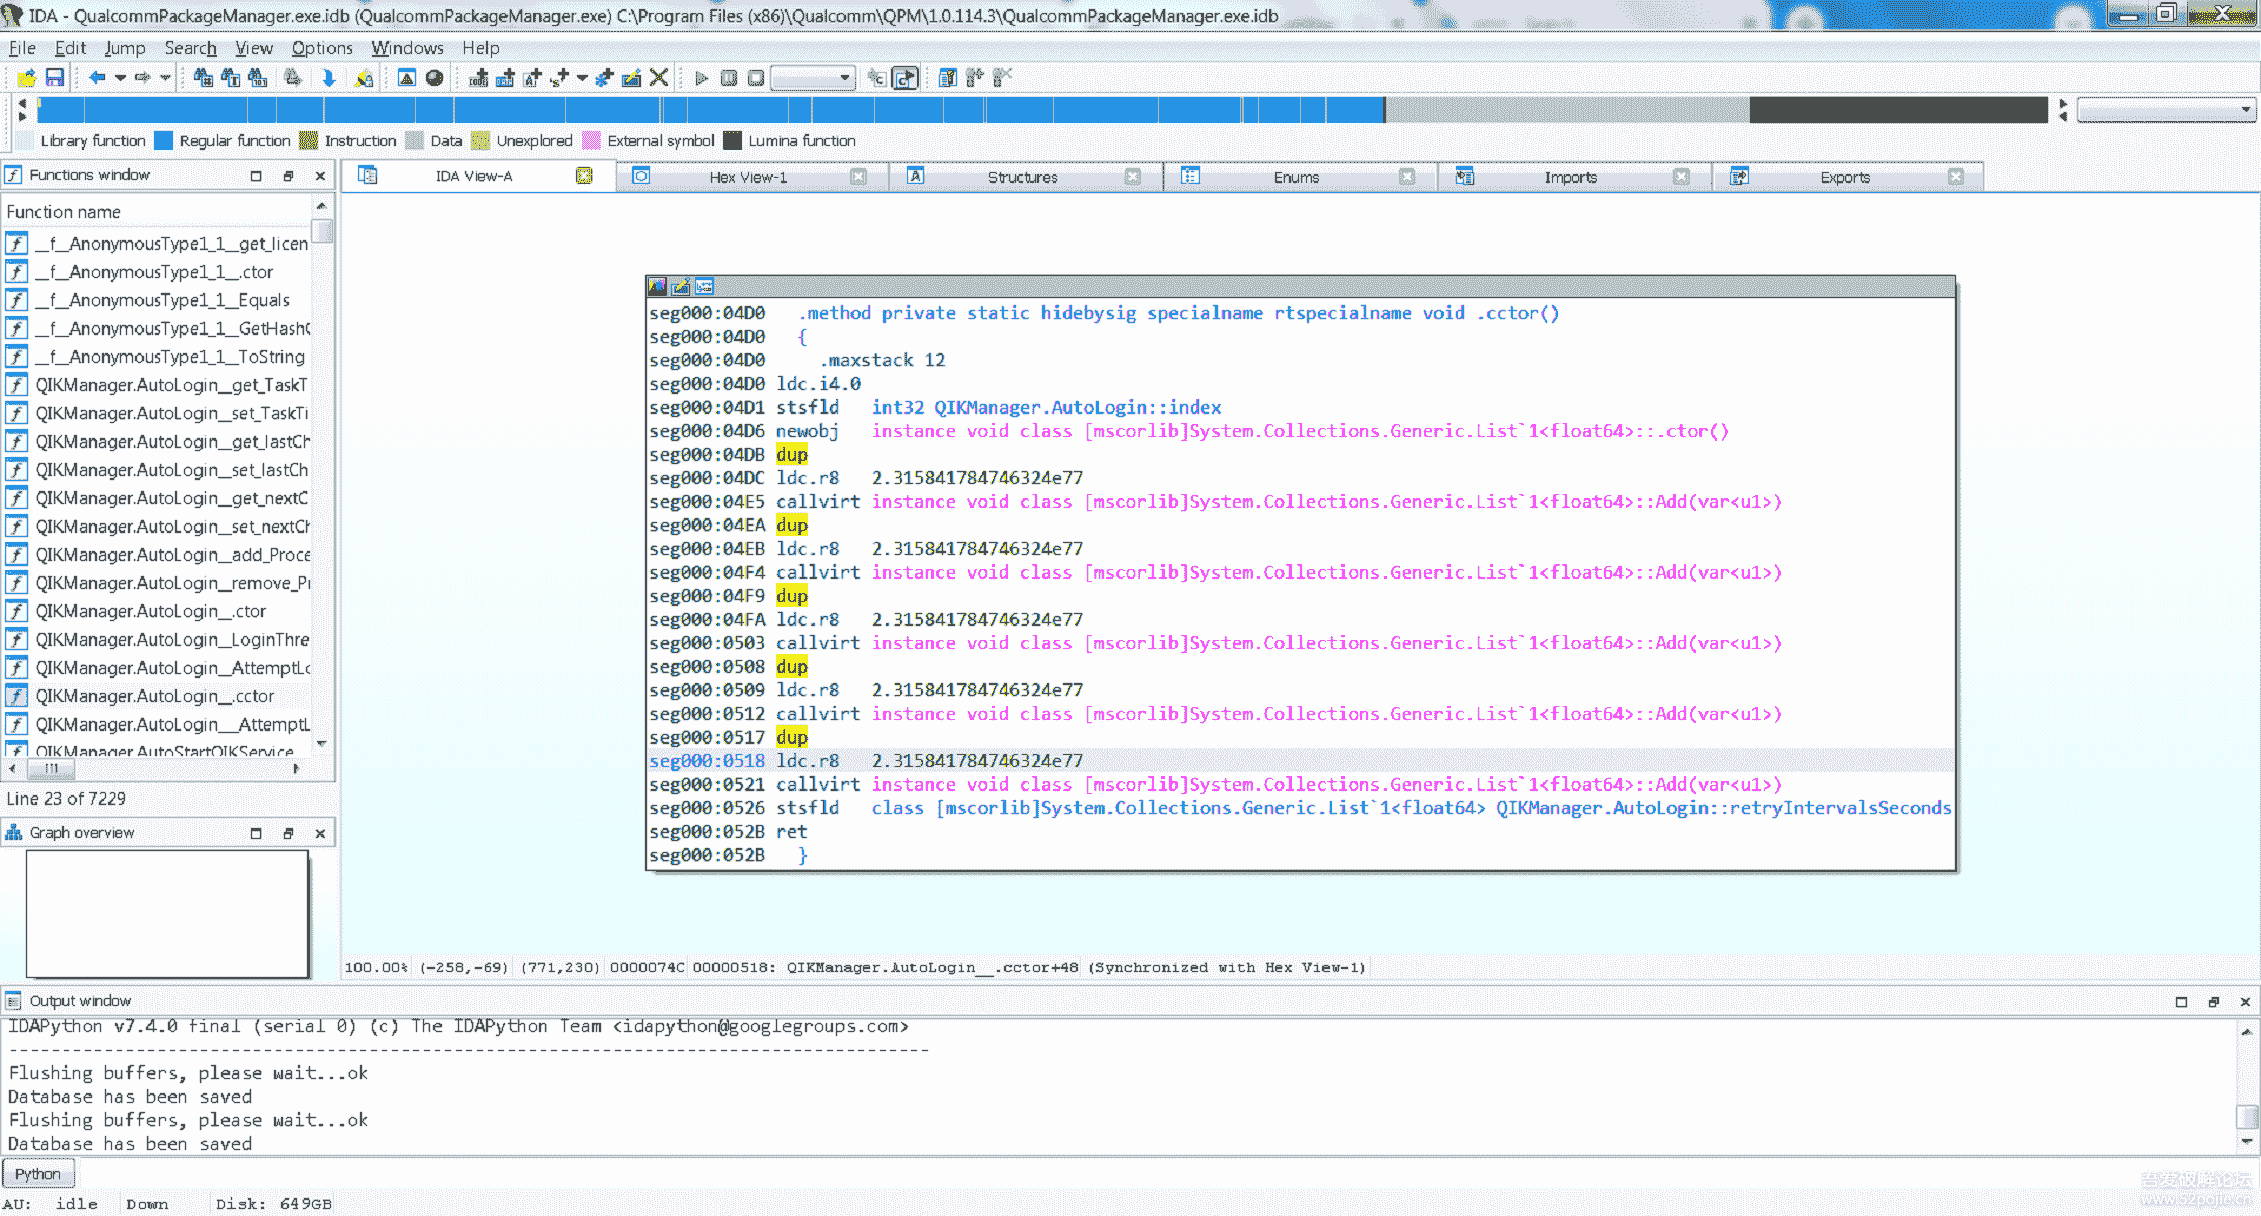 IDA - QualcommPackageManager.exe.idb (QualcommPackageManager.exe) C:\Program Files (x86)\Qualcomm\QPM\1.0.114.3\QualcommPackageManager.exe.idb
File Edit Jump Search View Options Windows Help
Library function Regular function Instruction Data Unexplored External symbol Lumina function
Functions window
IDA View-A Hex View-1 Structures Enums Imports Exports
Function name
__f__AnonymousType1_1__get_licen
__f__AnonymousType1_1__.ctor
__f__AnonymousType1_1__Equals
__f__AnonymousType1_1__GetHashC
__f__AnonymousType1_1__ToString
QIKManager.AutoLogin__get_TaskT
QIKManager.AutoLogin__set_TaskTi
QIKManager.AutoLogin__get_lastCh
QIKManager.AutoLogin__set_lastCh
QIKManager.AutoLogin__get_nextC
QIKManager.AutoLogin__set_nextCh
QIKManager.AutoLogin__add_Proce
QIKManager.AutoLogin__remove_Pr
QIKManager.AutoLogin__.ctor
QIKManager.AutoLogin__LoginThre
QIKManager.AutoLogin__AttemptLo
QIKManager.AutoLogin__.cctor
QIKManager.AutoLogin___AttemptL
QIKManager.AutoStartQIKService
Line 23 of 7229
Graph overview
seg000:04D0 .method private static hidebysig specialname rtspecialname void .cctor()
seg000:04D0 {
seg000:04D0 .maxstack 12
seg000:04D0 ldc.i4.0
seg000:04D1 stsfld int32 QIKManager.AutoLogin::index
seg000:04D6 newobj instance void class [mscorlib]System.Collections.Generic.List`1<float64>::.ctor()
seg000:04DB dup
seg000:04DC ldc.r8 2.315841784746324e77
seg000:04E5 callvirt instance void class [mscorlib]System.Collections.Generic.List`1<float64>::Add(var<u1>)
seg000:04EA dup
seg000:04EB ldc.r8 2.315841784746324e77
seg000:04F4 callvirt instance void class [mscorlib]System.Collections.Generic.List`1<float64>::Add(var<u1>)
seg000:04F9 dup
seg000:04FA ldc.r8 2.315841784746324e77
seg000:0503 callvirt instance void class [mscorlib]System.Collections.Generic.List`1<float64>::Add(var<u1>)
seg000:0508 dup
seg000:0509 ldc.r8 2.315841784746324e77
seg000:0512 callvirt instance void class [mscorlib]System.Collections.Generic.List`1<float64>::Add(var<u1>)
seg000:0517 dup
seg000:0518 ldc.r8 2.315841784746324e77
seg000:0521 callvirt instance void class [mscorlib]System.Collections.Generic.List`1<float64>::Add(var<u1>)
seg000:0526 stsfld class [mscorlib]System.Collections.Generic.List`1<float64> QIKManager.AutoLogin::retryIntervalsSeconds
seg000:052B ret
seg000:052B }
100.00% (-258,-69) (771,230) 0000074C 00000518: QIKManager.AutoLogin__.cctor+48 (Synchronized with Hex View-1)
Output window
IDAPython v7.4.0 final (serial 0) (c) The IDAPython Team <idapython@googlegroups.com>
---------------------------------------------------------------------------------------
Flushing buffers, please wait...ok
Database has been saved
Flushing buffers, please wait...ok
Database has been saved
Python
AU: idle Down Disk: 649GB
吾爱破解论坛
www.52pojie.cn